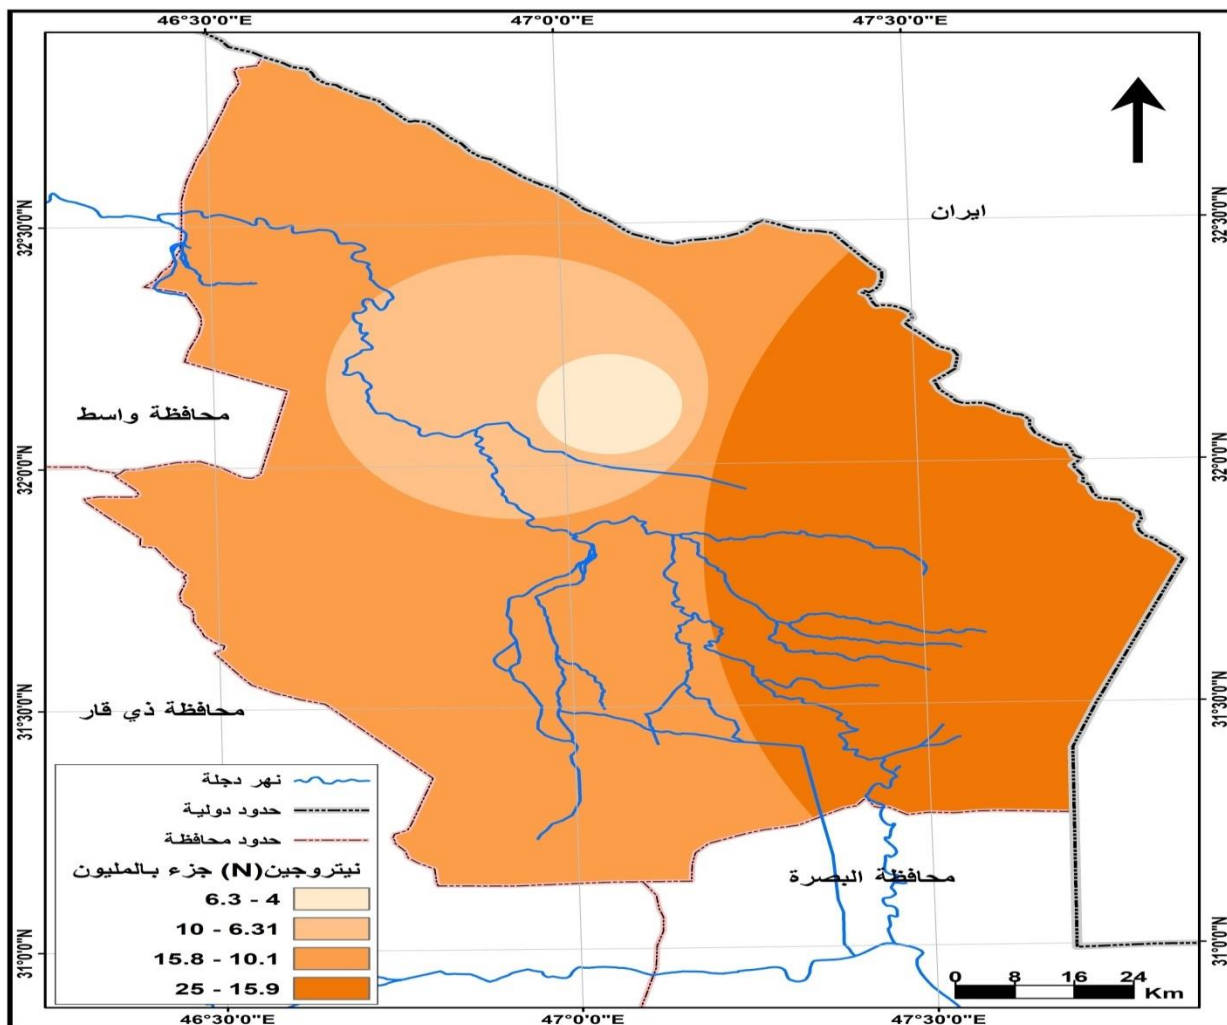 46°30'0"E 47°0'0"E 47°30'0"E
32°30'0"N
32°30'0"N
ايران
محافظة واسط
32°0'0"N
32°0'0"N
31°30'0"N
31°30'0"N
محافظة ذي قار
نهر دجلة
حدود دولية
حدود محافظة
نيتروجين(N) جزء بالمليون
6.3 - 4
10 - 6.31
15.8 - 10.1
25 - 15.9
محافظة البصرة
31°0'0"N
31°0'0"N
0 8 16 24
Km
46°30'0"E 47°0'0"E 47°30'0"E